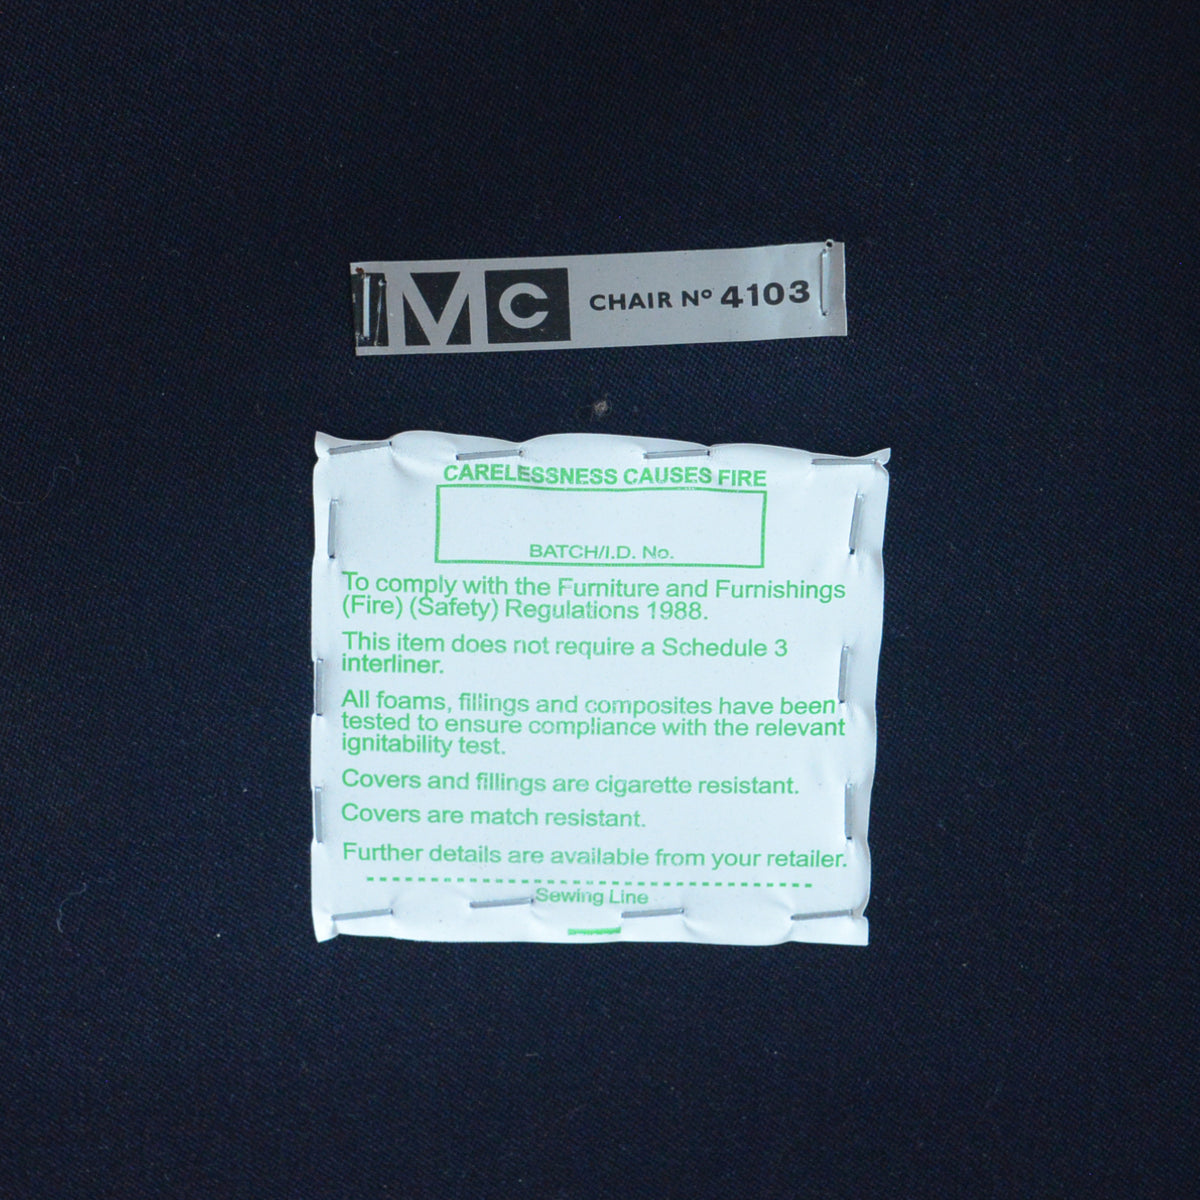 MC CHAIR Nº 4103
CARELESSNESS CAUSES FIRE
BATCH/I.D. No.
To comply with the Furniture and Furnishings
(Fire) (Safety) Regulations 1988.
This item does not require a Schedule 3
interliner.
All foams, fillings and composites have been
tested to ensure compliance with the relevant
ignitability test.
Covers and fillings are cigarette resistant.
Covers are match resistant.
Further details are available from your retailer.
Sewing Line